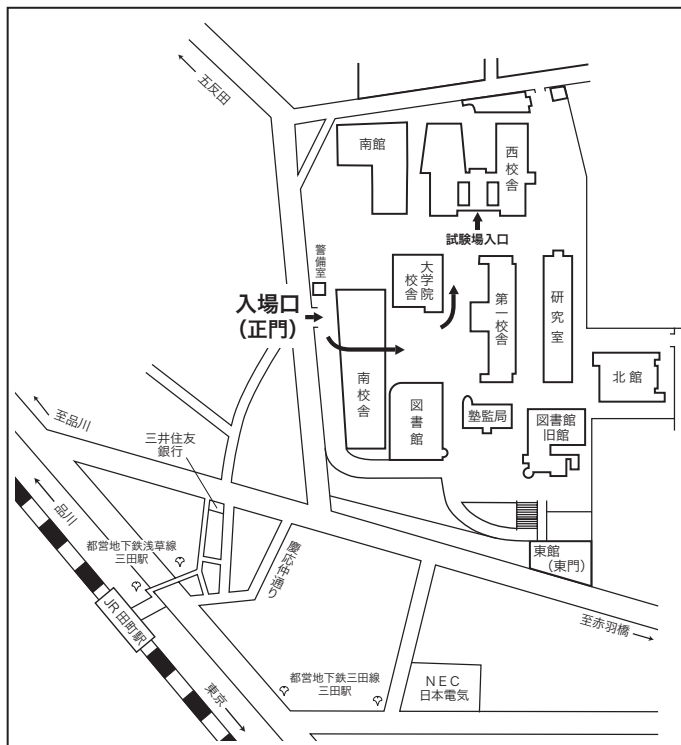 五反田
南館
西校舎
試験場入口
警備室
大学院
校舎
入場口
(正門)
第一校舎
研究室
南校舎
北館
図書館
塾監局
図書館
旧館
至品川
三井住友
銀行
品川
都営地下鉄浅草線
三田駅
慶応仲通り
東館
(東門)
JR田町駅
至赤羽橋
都営地下鉄三田線
三田駅
NEC
日本電気
東京